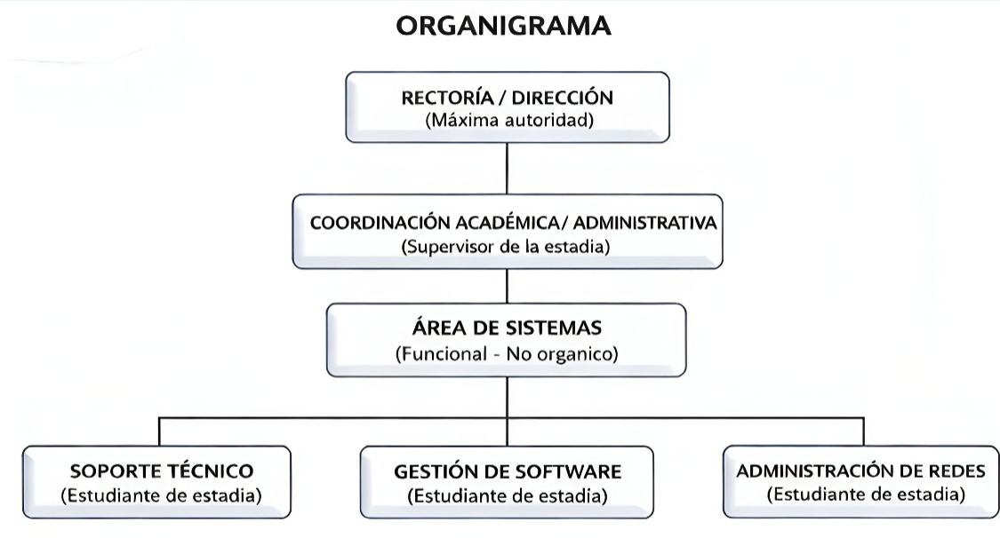 ORGANIGRAMA
RECTORÍA / DIRECCIÓN
(Máxima autoridad)
COORDINACIÓN ACADÉMICA/ ADMINISTRATIVA
(Supervisor de la estadia)
ÁREA DE SISTEMAS
(Funcional - No organico)
SOPORTE TÉCNICO
(Estudiante de estadia)
GESTIÓN DE SOFTWARE
(Estudiante de estadia)
ADMINISTRACIÓN DE REDES
(Estudiante de estadia)